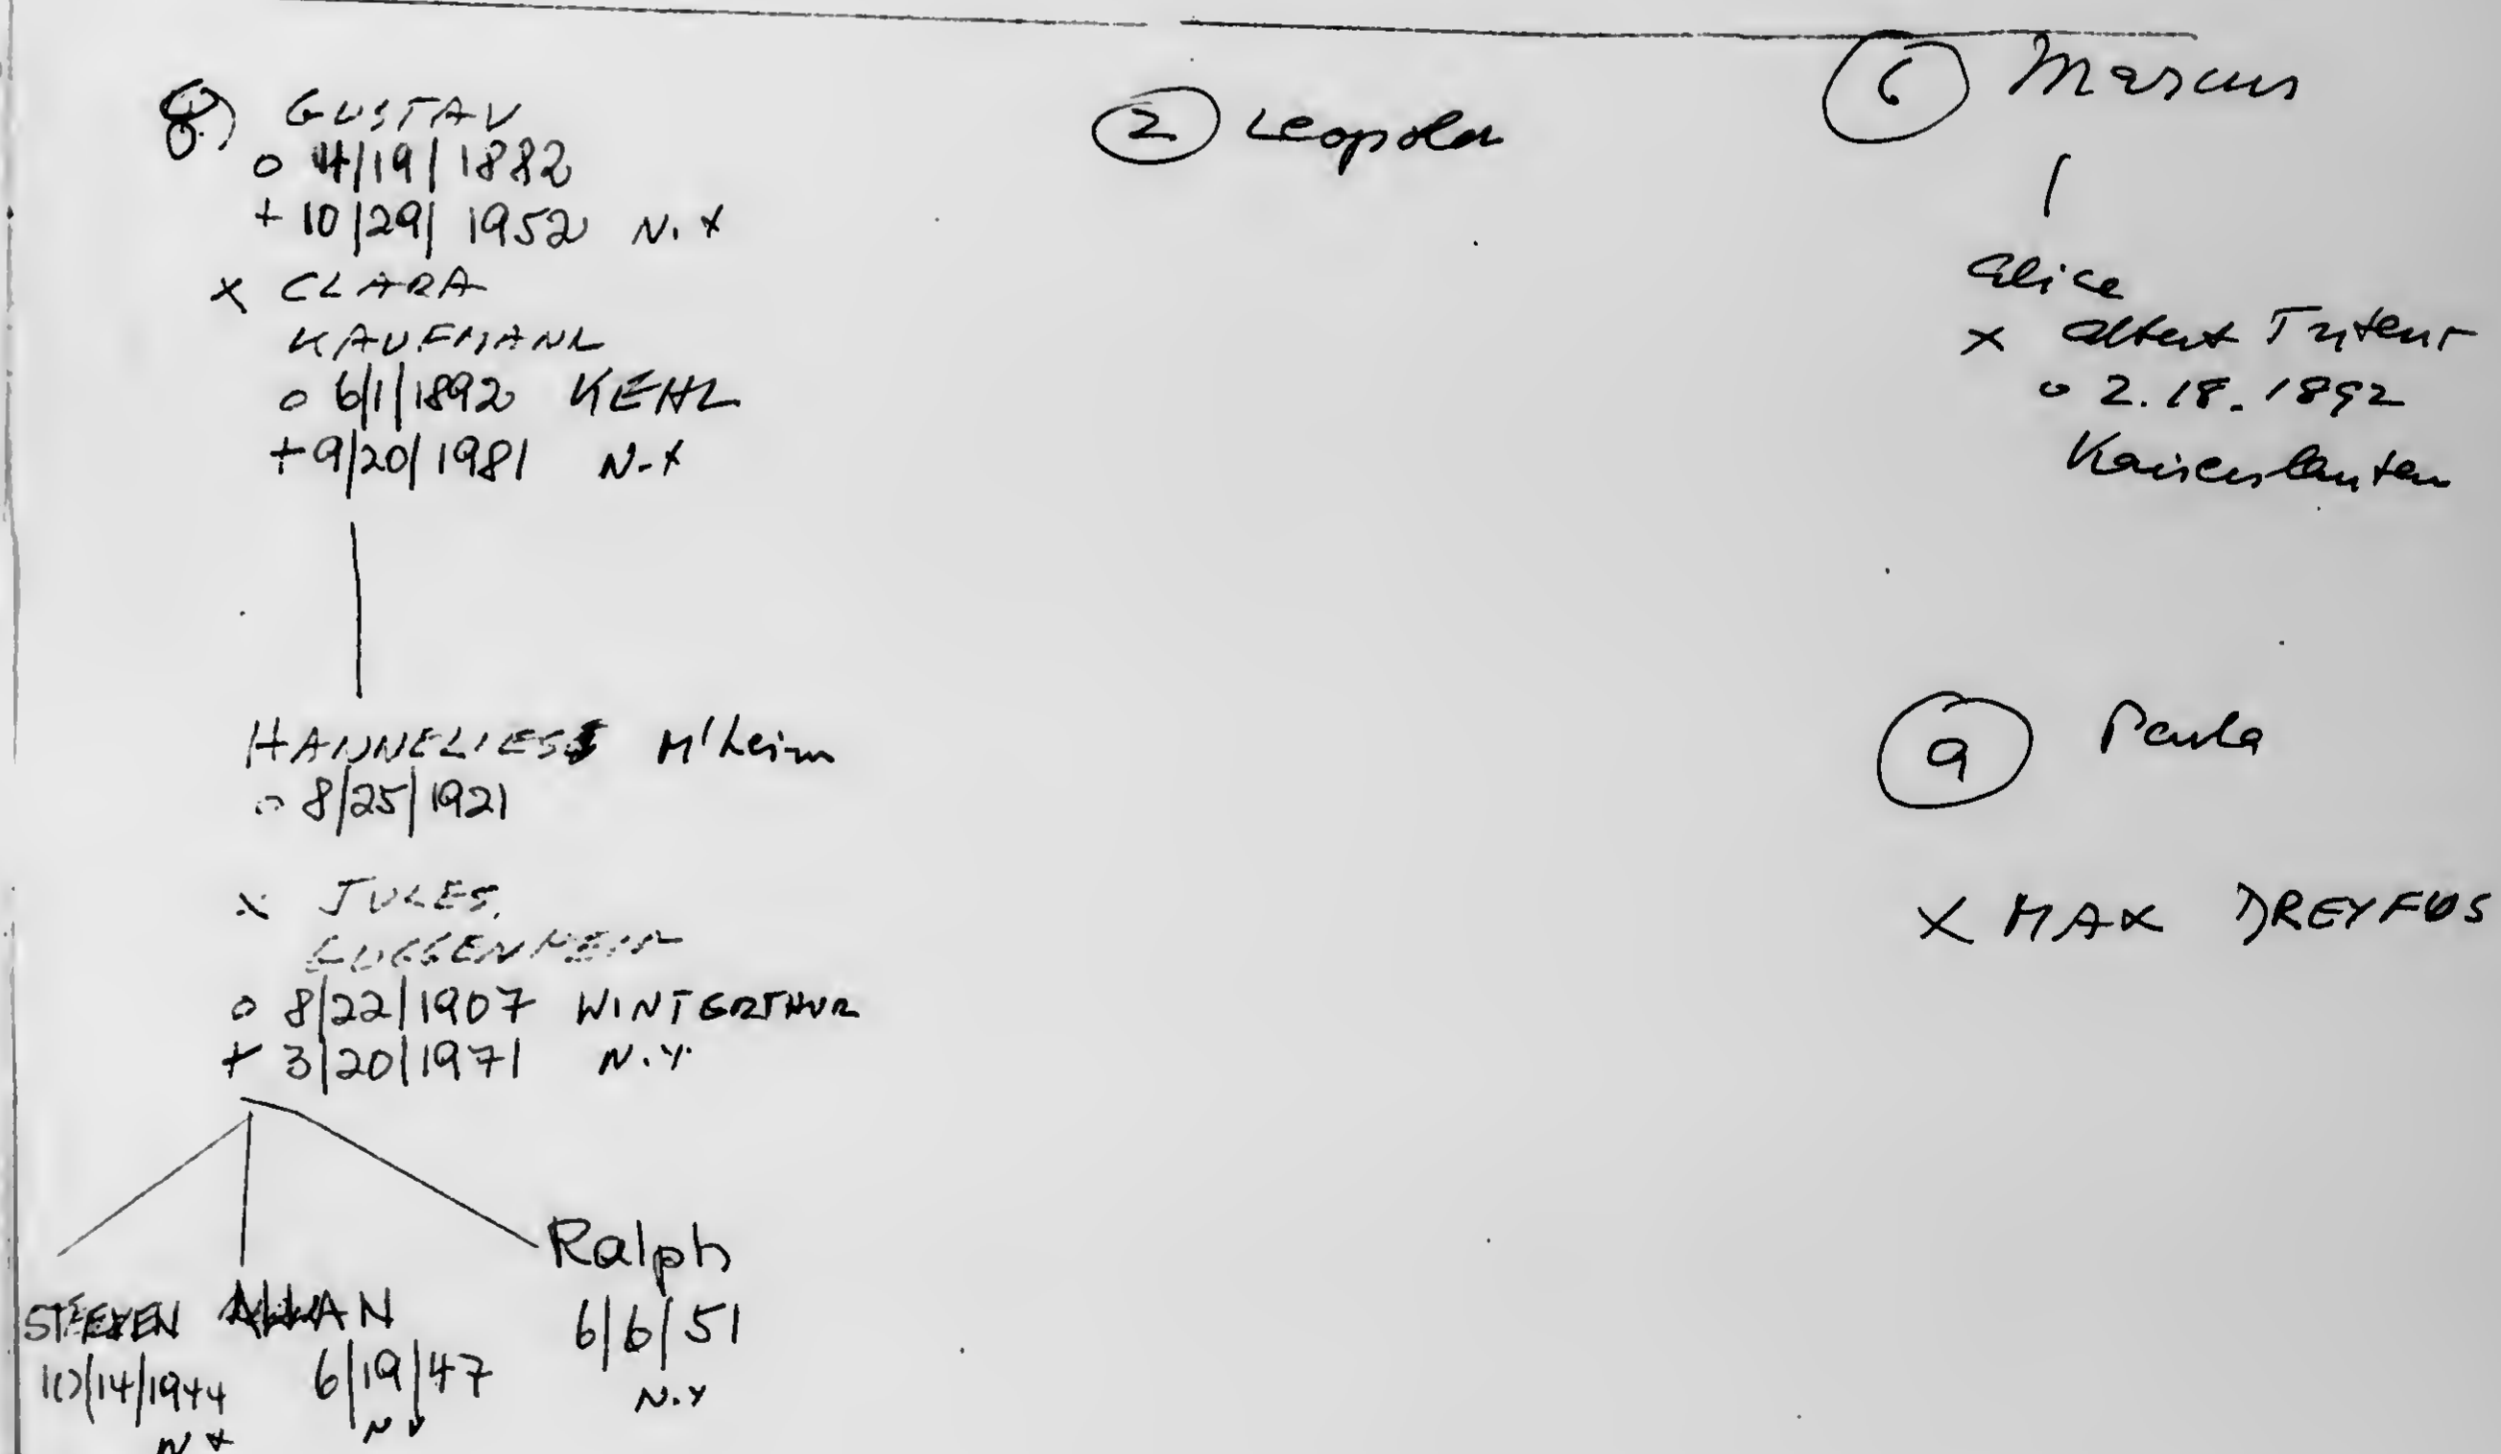 8) GUSTAV
o 4/19/1882
+ 10/29/1952 N.Y
x CLARA
KAUFMANN
o 6/1/1892 KEHL
+ 9/20/1981 N.Y
HANNELIESE M'heim
o 8/25/1921
x JULES
GUGGENHEIM
o 8/22/1907 WINTERTHUR
+ 3/20/1971 N.Y.
STEEVEN
10/14/1944
N Y
ALLAN
6/19/47
N Y
Ralph
6/6/51
N.Y
2 Leopold
6 Marcus
Alice
x Albert
o 2.18.1892
Kaiserslautern
9 Paula
X MAX DREYFUS